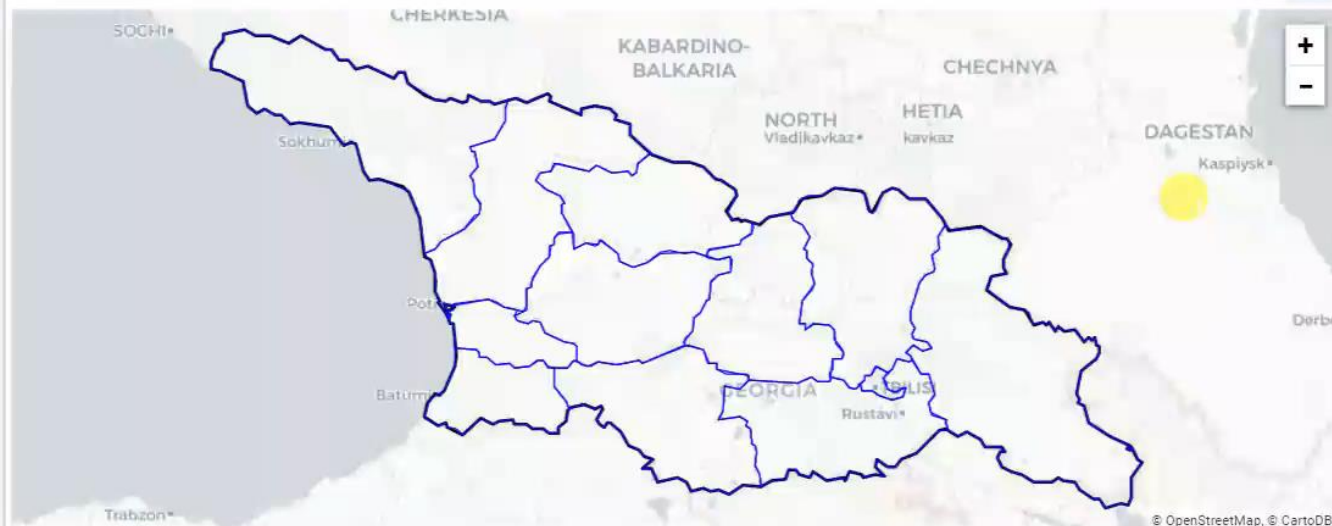 CHERKESIA
SOCHI
KABARDINO-
BALKARIA
CHECHNYA
+
−
NORTH
Vladikavkaz
HETIA
kavkaz
DAGESTAN
Kaspiysk
Sokhumi
Poti
Derb
Batumi
GEORGIA
TBILISI
Rustavi
Trabzon
© OpenStreetMap, © CartoDB